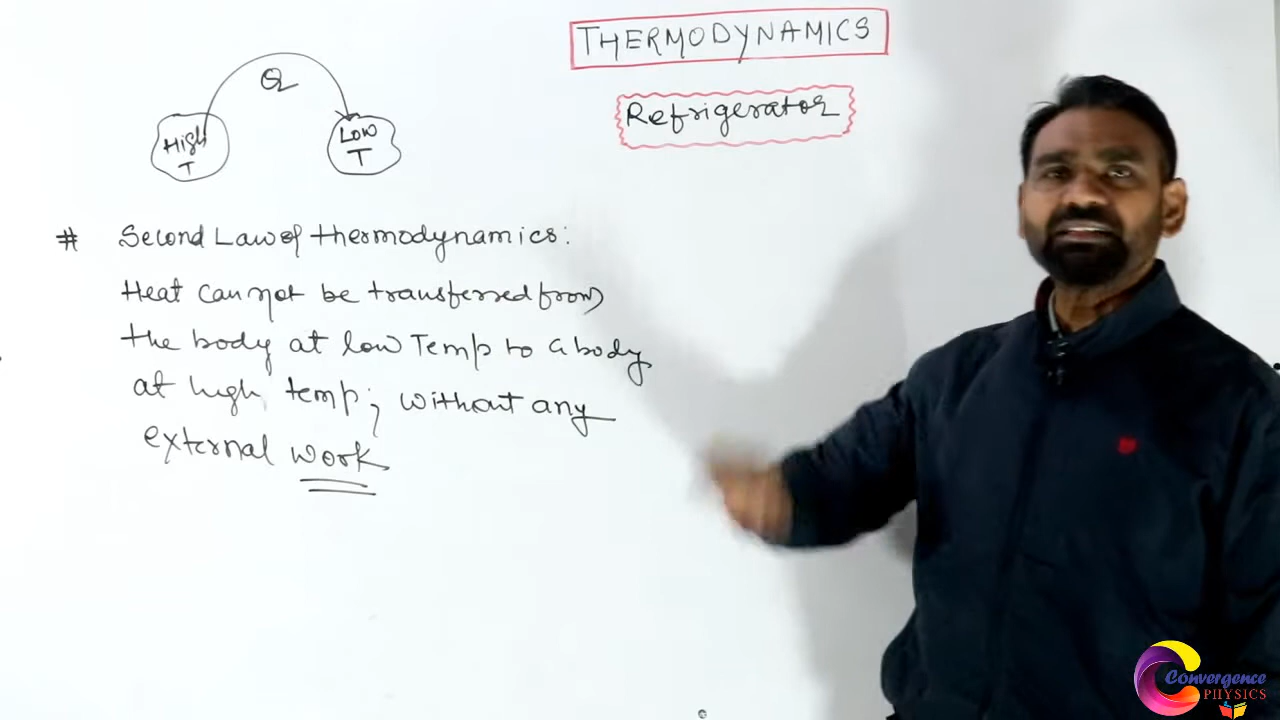 THERMODYNAMICS
Refrigerator
Q
High
T
Low
T
# Second Law of thermodynamics:
Heat can not be transferred from
the body at low Temp to a body
at high temp; without any
external work
Convergence
PHYSICS